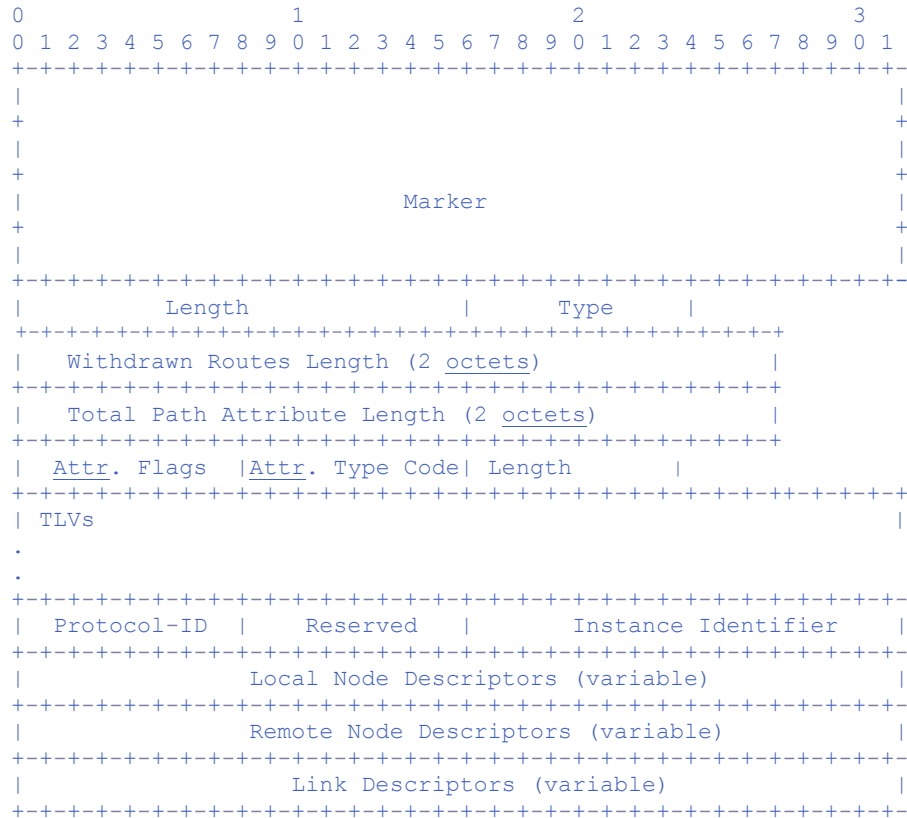 0                   1                   2                   3
0 1 2 3 4 5 6 7 8 9 0 1 2 3 4 5 6 7 8 9 0 1 2 3 4 5 6 7 8 9 0 1
+-+-+-+-+-+-+-+-+-+-+-+-+-+-+-+-+-+-+-+-+-+-+-+-+-+-+-+-+-+-+-+-
|                                                               |
+                                                               +
|                                                               |
+                                                               +
|                           Marker                              |
+                                                               +
|                                                               |
+-+-+-+-+-+-+-+-+-+-+-+-+-+-+-+-+-+-+-+-+-+-+-+-+-+-+-+-+-+-+-+-
|          Length               |      Type     |
+-+-+-+-+-+-+-+-+-+-+-+-+-+-+-+-+-+-+-+-+-+-+-+-+-+-+-+-+-+
|   Withdrawn Routes Length (2 octets)                |
+-+-+-+-+-+-+-+-+-+-+-+-+-+-+-+-+-+-+-+-+-+-+-+-+-+-+-+
|   Total Path Attribute Length (2 octets)            |
+-+-+-+-+-+-+-+-+-+-+-+-+-+-+-+-+-+-+-+-+-+-+-+-+-+-+-+
|  Attr. Flags  |Attr. Type Code| Length       |
+-+-+-+-+-+-+-+-+-+-+-+-+-+-+-+-+-+-+-+-+-+-+-+-+-+-+-++-+-+-+-+
| TLVs                                                          |
.
.
+-+-+-+-+-+-+-+-+-+-+-+-+-+-+-+-+-+-+-+-+-+-+-+-+-+-+-+-+-+-+-+-
|  Protocol-ID  |    Reserved   |       Instance Identifier     |
+-+-+-+-+-+-+-+-+-+-+-+-+-+-+-+-+-+-+-+-+-+-+-+-+-+-+-+-+-+-+-+-
|                Local Node Descriptors (variable)              |
+-+-+-+-+-+-+-+-+-+-+-+-+-+-+-+-+-+-+-+-+-+-+-+-+-+-+-+-+-+-+-+-
|                Remote Node Descriptors (variable)             |
+-+-+-+-+-+-+-+-+-+-+-+-+-+-+-+-+-+-+-+-+-+-+-+-+-+-+-+-+-+-+-+-
|                   Link Descriptors (variable)                 |
+-+-+-+-+-+-+-+-+-+-+-+-+-+-+-+-+-+-+-+-+-+-+-+-+-+-+-+-+-+-+-+-